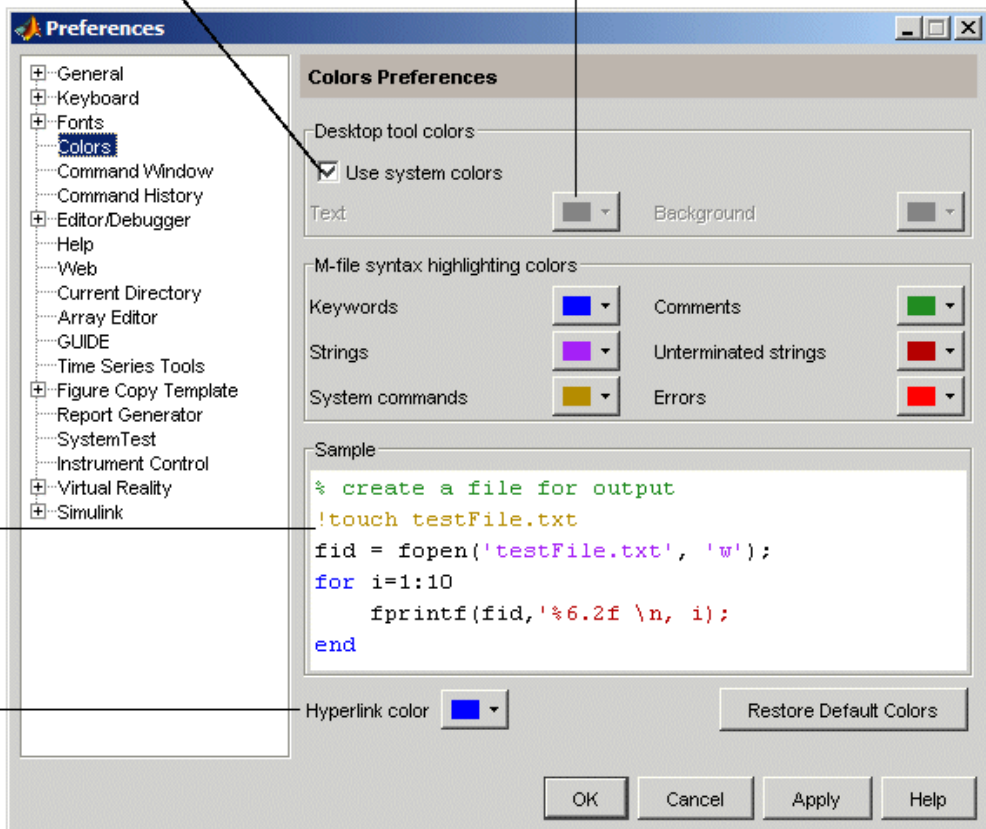 Preferences
General
Keyboard
Fonts
Colors
Command Window
Command History
Editor/Debugger
Help
Web
Current Directory
Array Editor
GUIDE
Time Series Tools
Figure Copy Template
Report Generator
SystemTest
Instrument Control
Virtual Reality
Simulink
Colors Preferences
Desktop tool colors
Use system colors
Text Background
M-file syntax highlighting colors
Keywords Comments
Strings Unterminated strings
System commands Errors
Sample
% create a file for output
!touch testFile.txt
fid = fopen('testFile.txt', 'w');
for i=1:10
    fprintf(fid,'%6.2f \n, i);
end
Hyperlink color Restore Default Colors
OK Cancel Apply Help